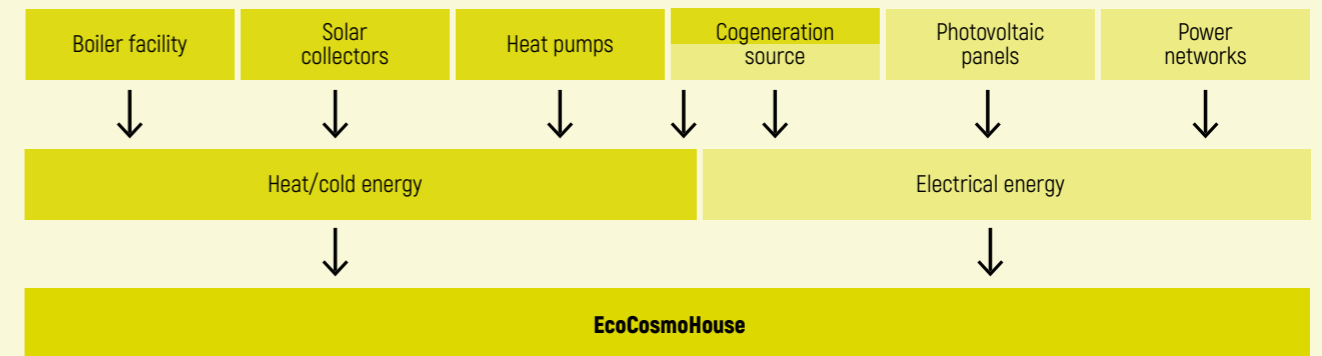 Boiler facility
Solar
collectors
Heat pumps
Cogeneration
source
Photovoltaic
panels
Power
networks
Heat/cold energy
Electrical energy
EcoCosmoHouse